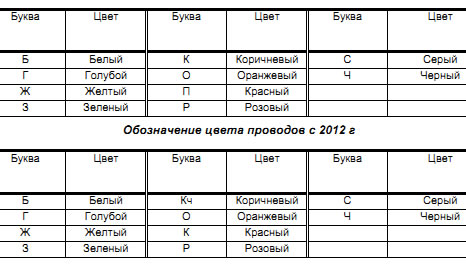 Буква Цвет Буква Цвет Буква Цвет
Б Белый К Коричневый С Серый
Г Голубой О Оранжевый Ч Черный
Ж Желтый П Красный
З Зеленый Р Розовый
Обозначение цвета проводов с 2012 г
Буква Цвет Буква Цвет Буква Цвет
Б Белый Кч Коричневый С Серый
Г Голубой О Оранжевый Ч Черный
Ж Желтый К Красный
З Зеленый Р Розовый